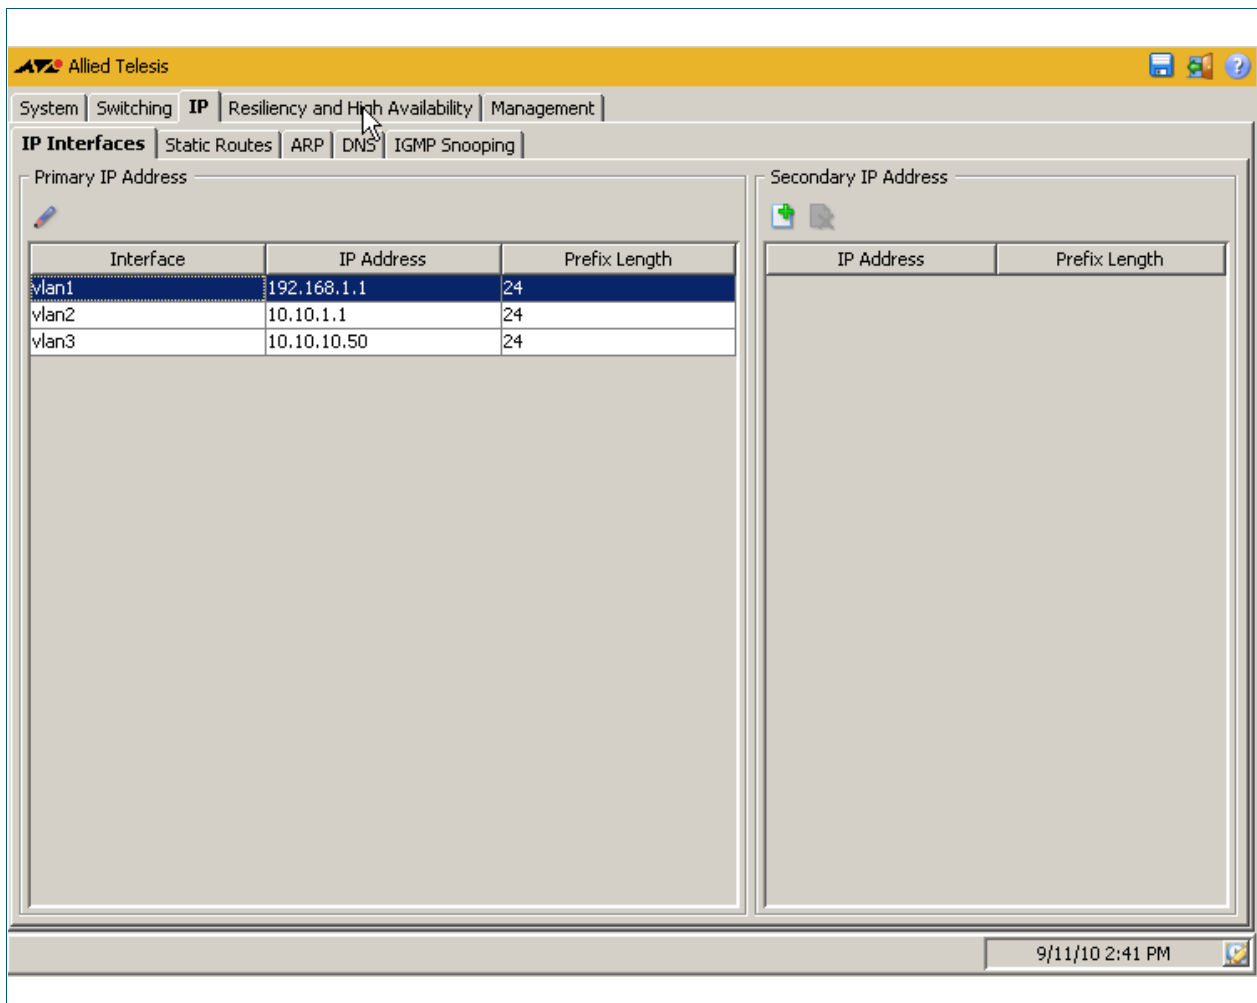 Allied Telesis
System Switching IP Resiliency and High Availability Management
IP Interfaces Static Routes ARP DNS IGMP Snooping
Primary IP Address
Interface IP Address Prefix Length
vlan1 192.168.1.1 24
vlan2 10.10.1.1 24
vlan3 10.10.10.50 24
Secondary IP Address
IP Address Prefix Length
9/11/10 2:41 PM